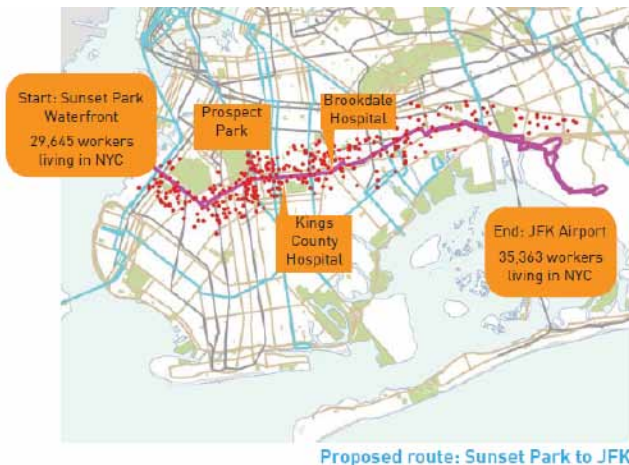 Start: Sunset Park
Waterfront
29,645 workers
living in NYC
Prospect
Park
Brookdale
Hospital
Kings
County
Hospital
End: JFK Airport
35,363 workers
living in NYC
Proposed route: Sunset Park to JFK